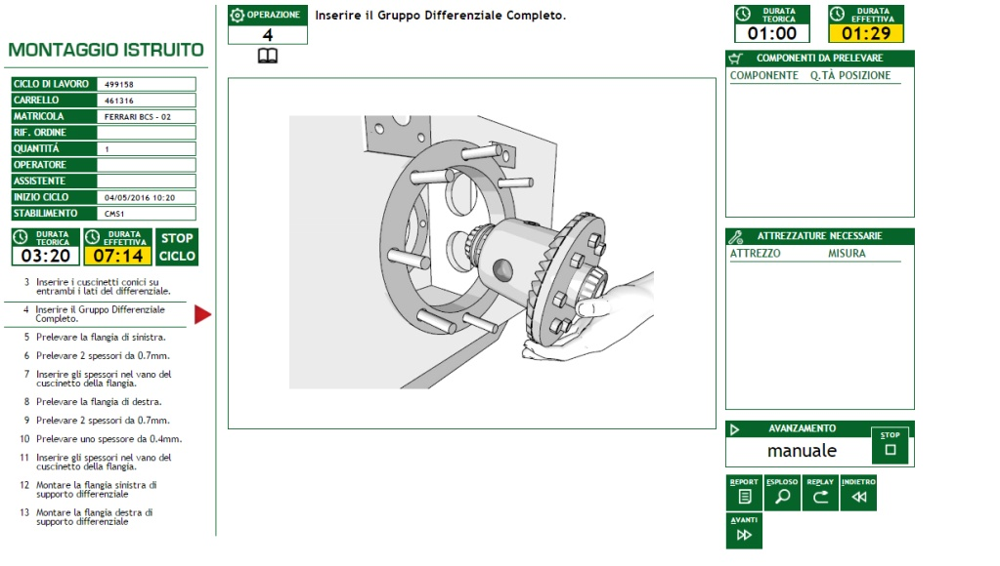 MONTAGGIO ISTRUITO
CICLO DI LAVORO 499158
CARRELLO 461316
MATRICOLA FERRARI BCS - 02
RIF. ORDINE
QUANTITÁ 1
OPERATORE
ASSISTENTE
INIZIO CICLO 04/05/2016 10:20
STABILIMENTO CMS1
DURATA TEORICA
03:20
DURATA EFFETTIVA
07:14
STOP
CICLO
3 Inserire i cuscinetti conici su
entrambi i lati del differenziale.
4 Inserire il Gruppo Differenziale
Completo.
5 Prelevare la flangia di sinistra.
6 Prelevare 2 spessori da 0.7mm.
7 Inserire gli spessori nel vano del
cuscinetto della flangia.
8 Prelevare la flangia di destra.
9 Prelevare 2 spessori da 0.7mm.
10 Prelevare uno spessore da 0.4mm.
11 Inserire gli spessori nel vano del
cuscinetto della flangia.
12 Montare la flangia sinistra di
supporto differenziale
13 Montare la flangia destra di
supporto differenziale
OPERAZIONE
4
Inserire il Gruppo Differenziale Completo.
DURATA
TEORICA
01:00
DURATA
EFFETTIVA
01:29
COMPONENTI DA PRELEVARE
COMPONENTE Q.TÀ POSIZIONE
ATTREZZATURE NECESSARIE
ATTREZZO MISURA
AVANZAMENTO
manuale
STOP
REPORT ESPLOSO REPLAY INDIETRO
AVANTI